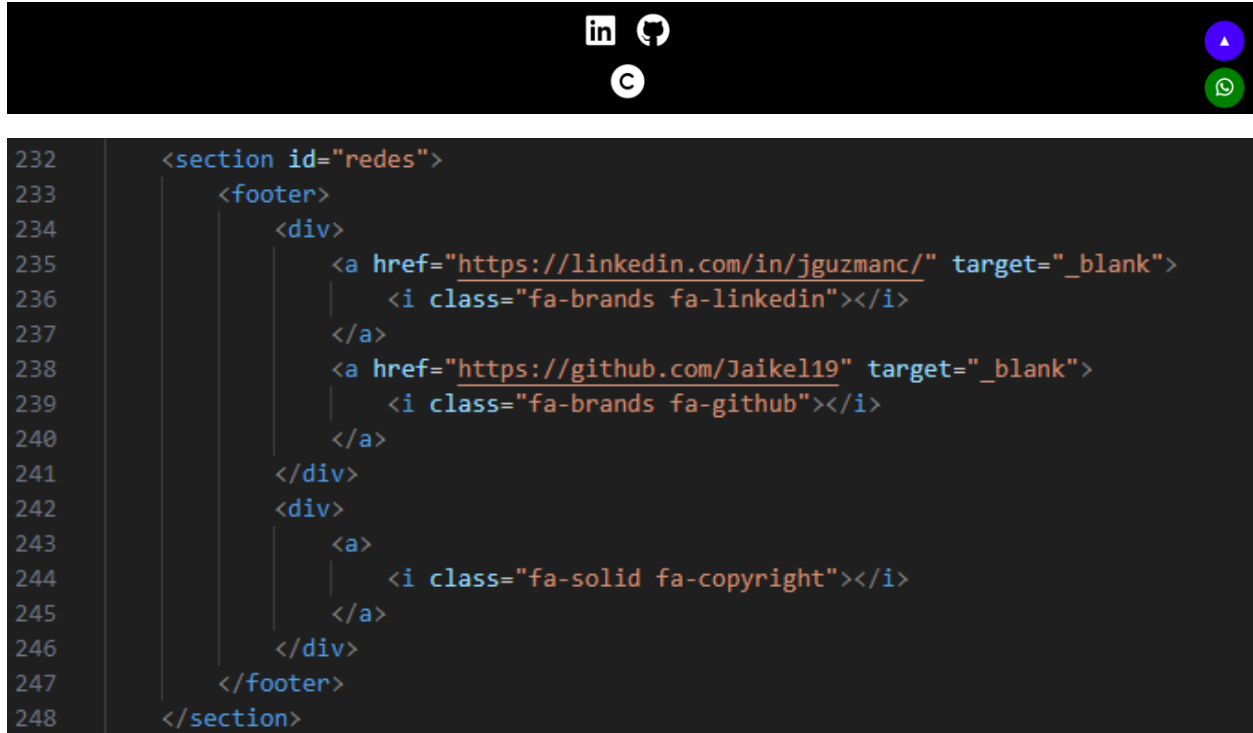 in
C
232 <section id="redes">
233 <footer>
234 <div>
235 <a href="https://linkedin.com/in/jguzmanc/" target="_blank">
236 <i class="fa-brands fa-linkedin"></i>
237 </a>
238 <a href="https://github.com/Jaikel19" target="_blank">
239 <i class="fa-brands fa-github"></i>
240 </a>
241 </div>
242 <div>
243 <a>
244 <i class="fa-solid fa-copyright"></i>
245 </a>
246 </div>
247 </footer>
248 </section>